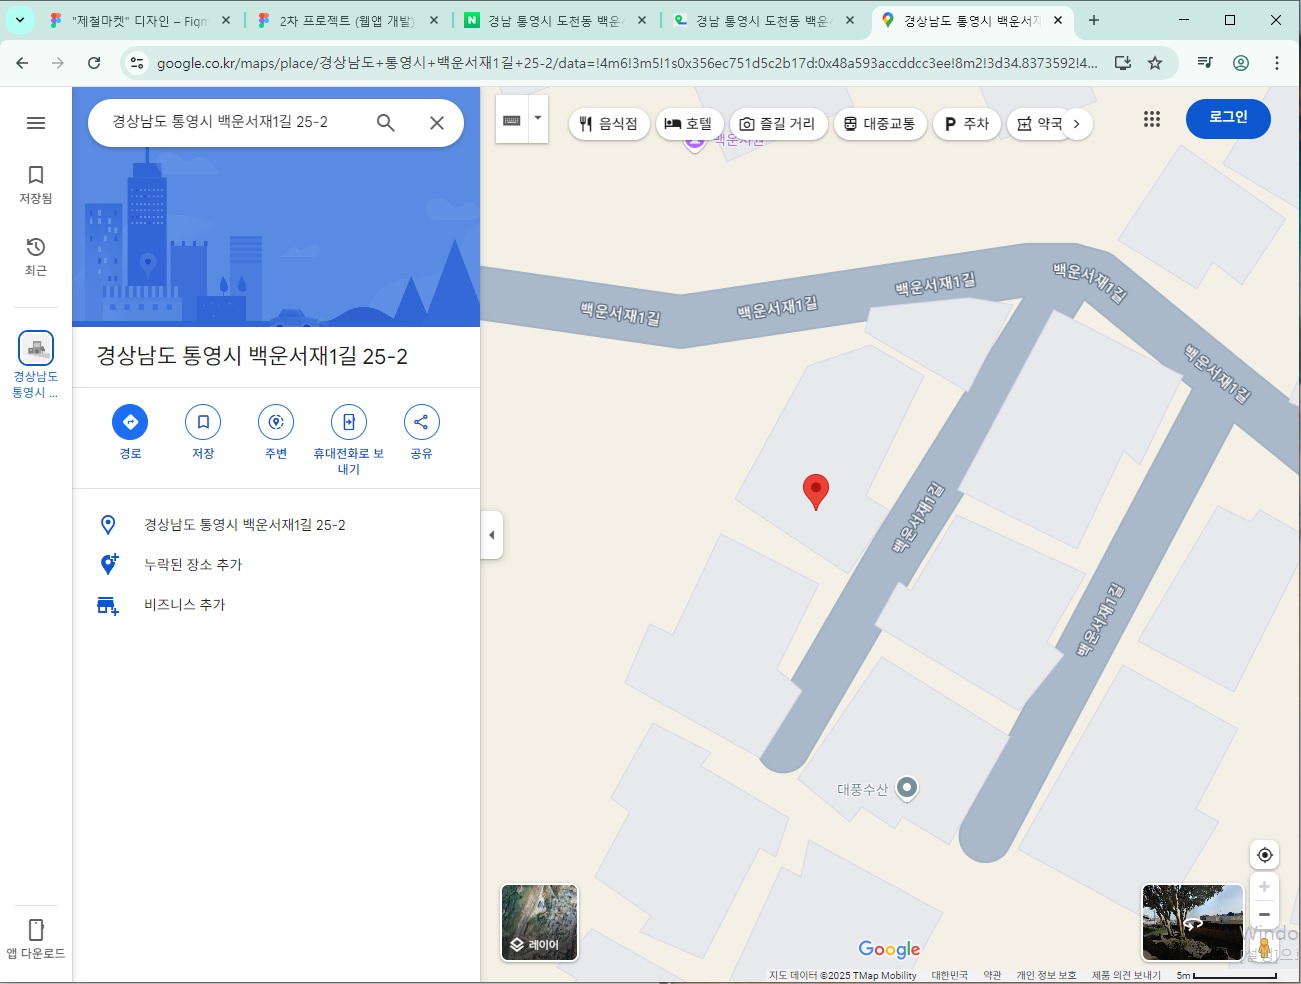 "제철마켓" 디자인 – Figm
2차 프로젝트 (웹앱 개발)
경남 통영시 도천동 백운
경남 통영시 도천동 백운
경상남도 통영시 백운서재
google.co.kr/maps/place/경상남도+통영시+백운서재1길+25-2/data=!4m6!3m5!1s0x356ec751d5c2b17d:0x48a593accddcc3ee!8m2!3d34.8373592!4...
경상남도 통영시 백운서재1길 25-2
음식점
호텔
즐길 거리
대중교통
주차
약국
로그인
저장됨
최근
경상남도
통영시 ...
앱 다운로드
경상남도 통영시 백운서재1길 25-2
경로
저장
주변
휴대전화로 보
내기
공유
경상남도 통영시 백운서재1길 25-2
누락된 장소 추가
비즈니스 추가
백운서원
백운서재1길
백운서재1길
백운서재1길
백운서재1길
백운서재1길
백운서재1길
백운서재1길
대풍수산
레이어
Google
Windo
[설정]으로
지도 데이터 ©2025 TMap Mobility
대한민국
약관
개인 정보 보호
제품 의견 보내기
5m